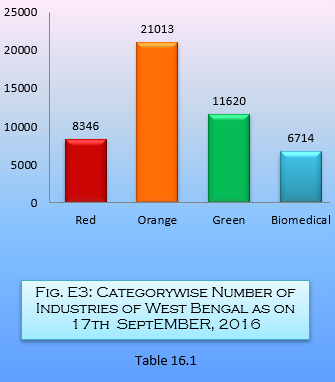 25000
20000
15000
10000
5000
0
8346
21013
11620
6714
Red Orange Green Biomedical
Fig. E3: Categorywise Number of
Industries of West Bengal as on
17th SeptEMBER, 2016
Table 16.1